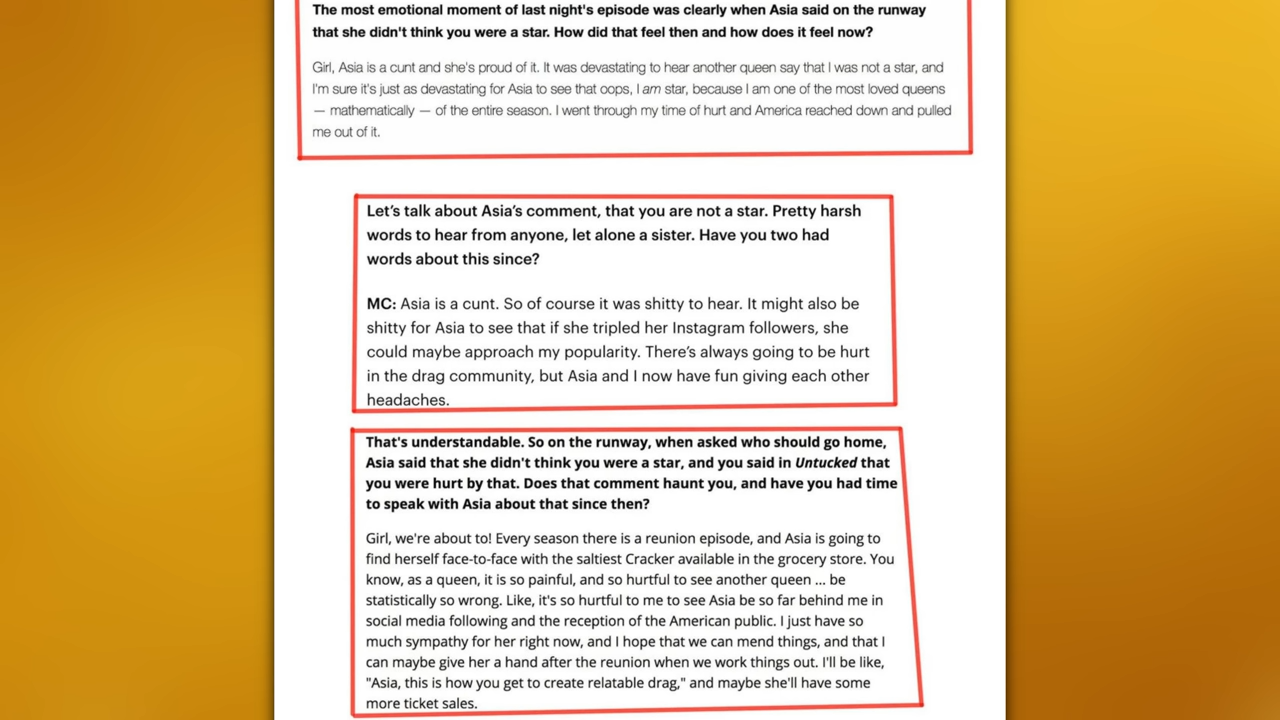 The most emotional moment of last night's episode was clearly when Asia said on the runway
that she didn't think you were a star. How did that feel then and how does it feel now?
Girl, Asia is a cunt and she's proud of it. It was devastating to hear another queen say that I was not a star, and
I'm sure it's just as devastating for Asia to see that oops, I am star, because I am one of the most loved queens
— mathematically — of the entire season. I went through my time of hurt and America reached down and pulled
me out of it.
Let's talk about Asia's comment, that you are not a star. Pretty harsh
words to hear from anyone, let alone a sister. Have you two had
words about this since?
MC: Asia is a cunt. So of course it was shitty to hear. It might also be
shitty for Asia to see that if she tripled her Instagram followers, she
could maybe approach my popularity. There's always going to be hurt
in the drag community, but Asia and I now have fun giving each other
headaches.
That's understandable. So on the runway, when asked who should go home,
Asia said that she didn't think you were a star, and you said in Untucked that
you were hurt by that. Does that comment haunt you, and have you had time
to speak with Asia about that since then?
Girl, we're about to! Every season there is a reunion episode, and Asia is going to
find herself face-to-face with the saltiest Cracker available in the grocery store. You
know, as a queen, it is so painful, and so hurtful to see another queen ... be
statistically so wrong. Like, it's so hurtful to me to see Asia be so far behind me in
social media following and the reception of the American public. I just have so
much sympathy for her right now, and I hope that we can mend things, and that I
can maybe give her a hand after the reunion when we work things out. I'll be like,
"Asia, this is how you get to create relatable drag," and maybe she'll have some
more ticket sales.